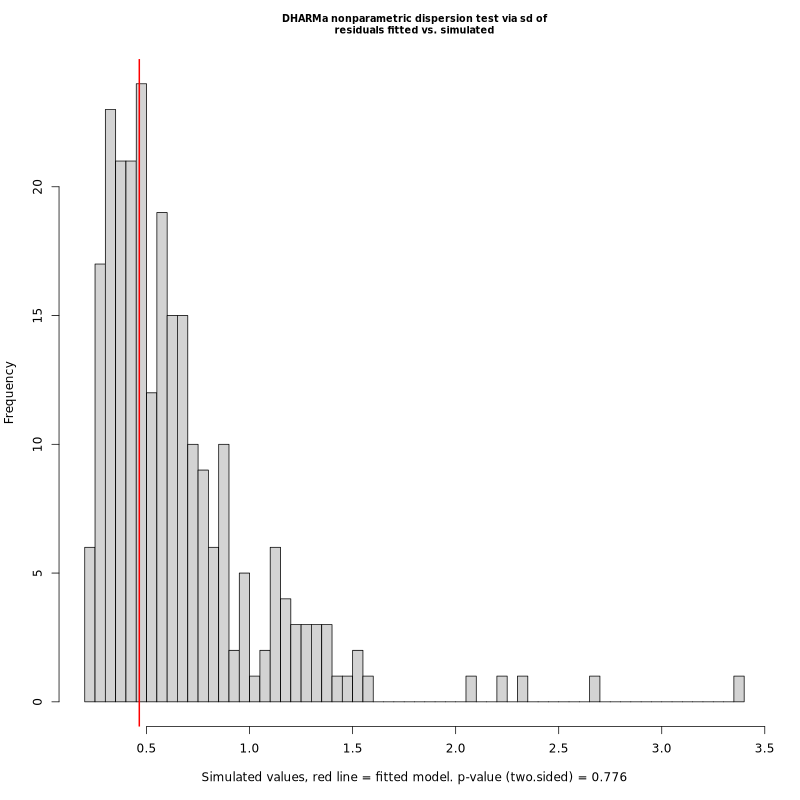 DHARMa nonparametric dispersion test via sd of
residuals fitted vs. simulated
Frequency
20
15
10
5
0
0.5 1.0 1.5 2.0 2.5 3.0 3.5
Simulated values, red line = fitted model. p-value (two.sided) = 0.776